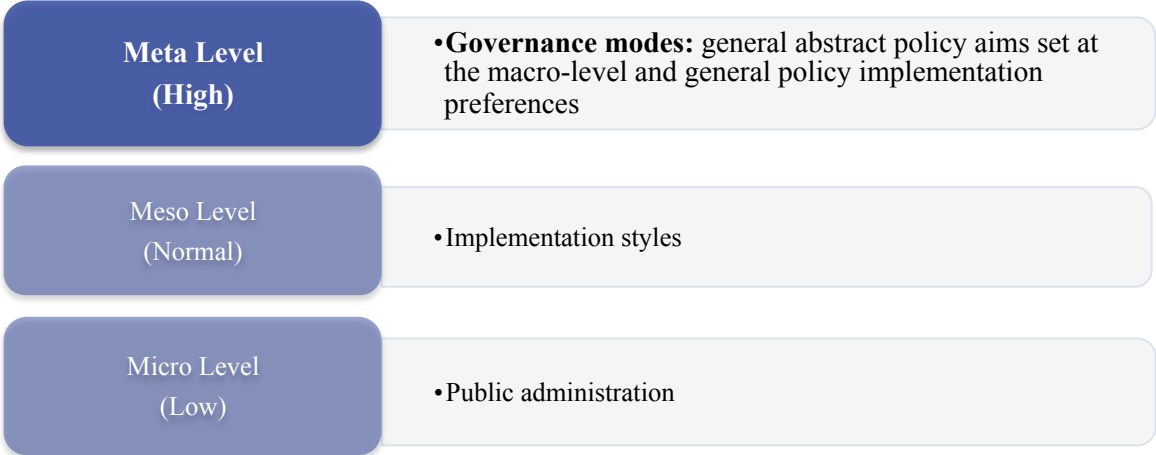 Meta Level
(High)
•Governance modes: general abstract policy aims set at
the macro-level and general policy implementation
preferences
Meso Level
(Normal)
•Implementation styles
Micro Level
(Low)
•Public administration